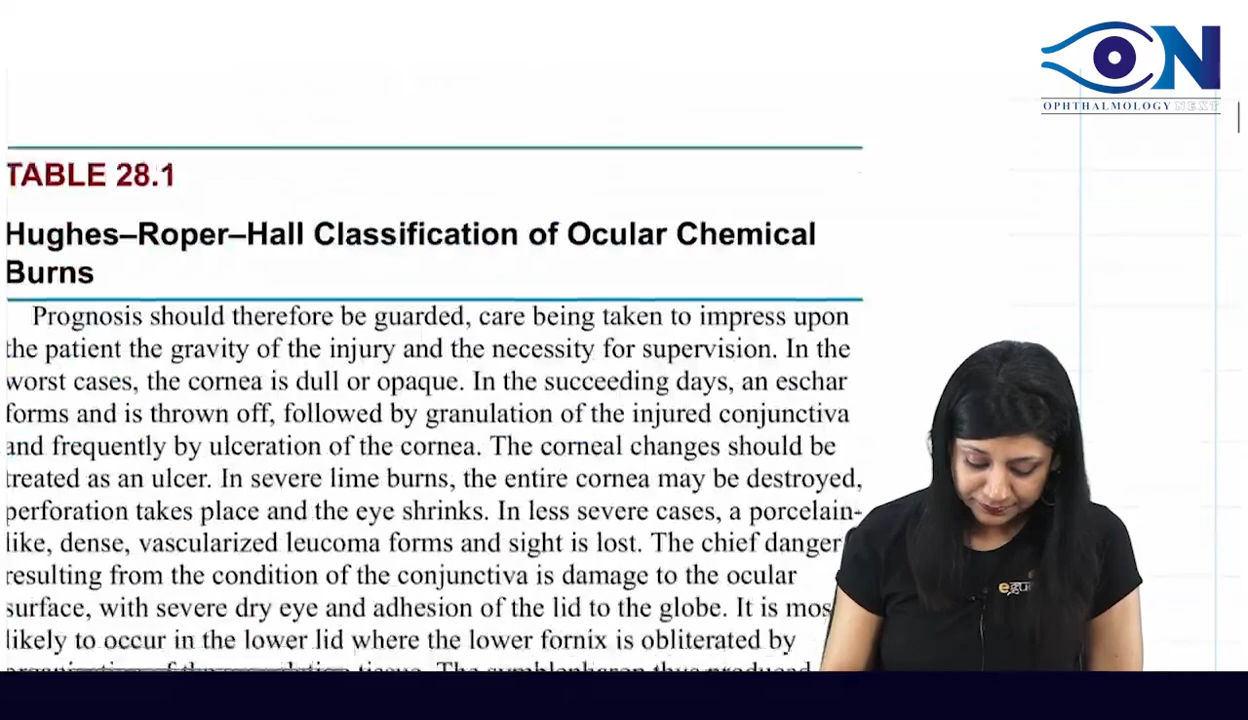 ON
OPHTHALMOLOGY NEXT
TABLE 28.1
Hughes–Roper–Hall Classification of Ocular Chemical
Burns
Prognosis should therefore be guarded, care being taken to impress upon
the patient the gravity of the injury and the necessity for supervision. In the
worst cases, the cornea is dull or opaque. In the succeeding days, an eschar
forms and is thrown off, followed by granulation of the injured conjunctiva
and frequently by ulceration of the cornea. The corneal changes should be
treated as an ulcer. In severe lime burns, the entire cornea may be destroyed,
perforation takes place and the eye shrinks. In less severe cases, a porcelain-
like, dense, vascularized leucoma forms and sight is lost. The chief danger
resulting from the condition of the conjunctiva is damage to the ocular
surface, with severe dry eye and adhesion of the lid to the globe. It is mos
likely to occur in the lower lid where the lower fornix is obliterated by